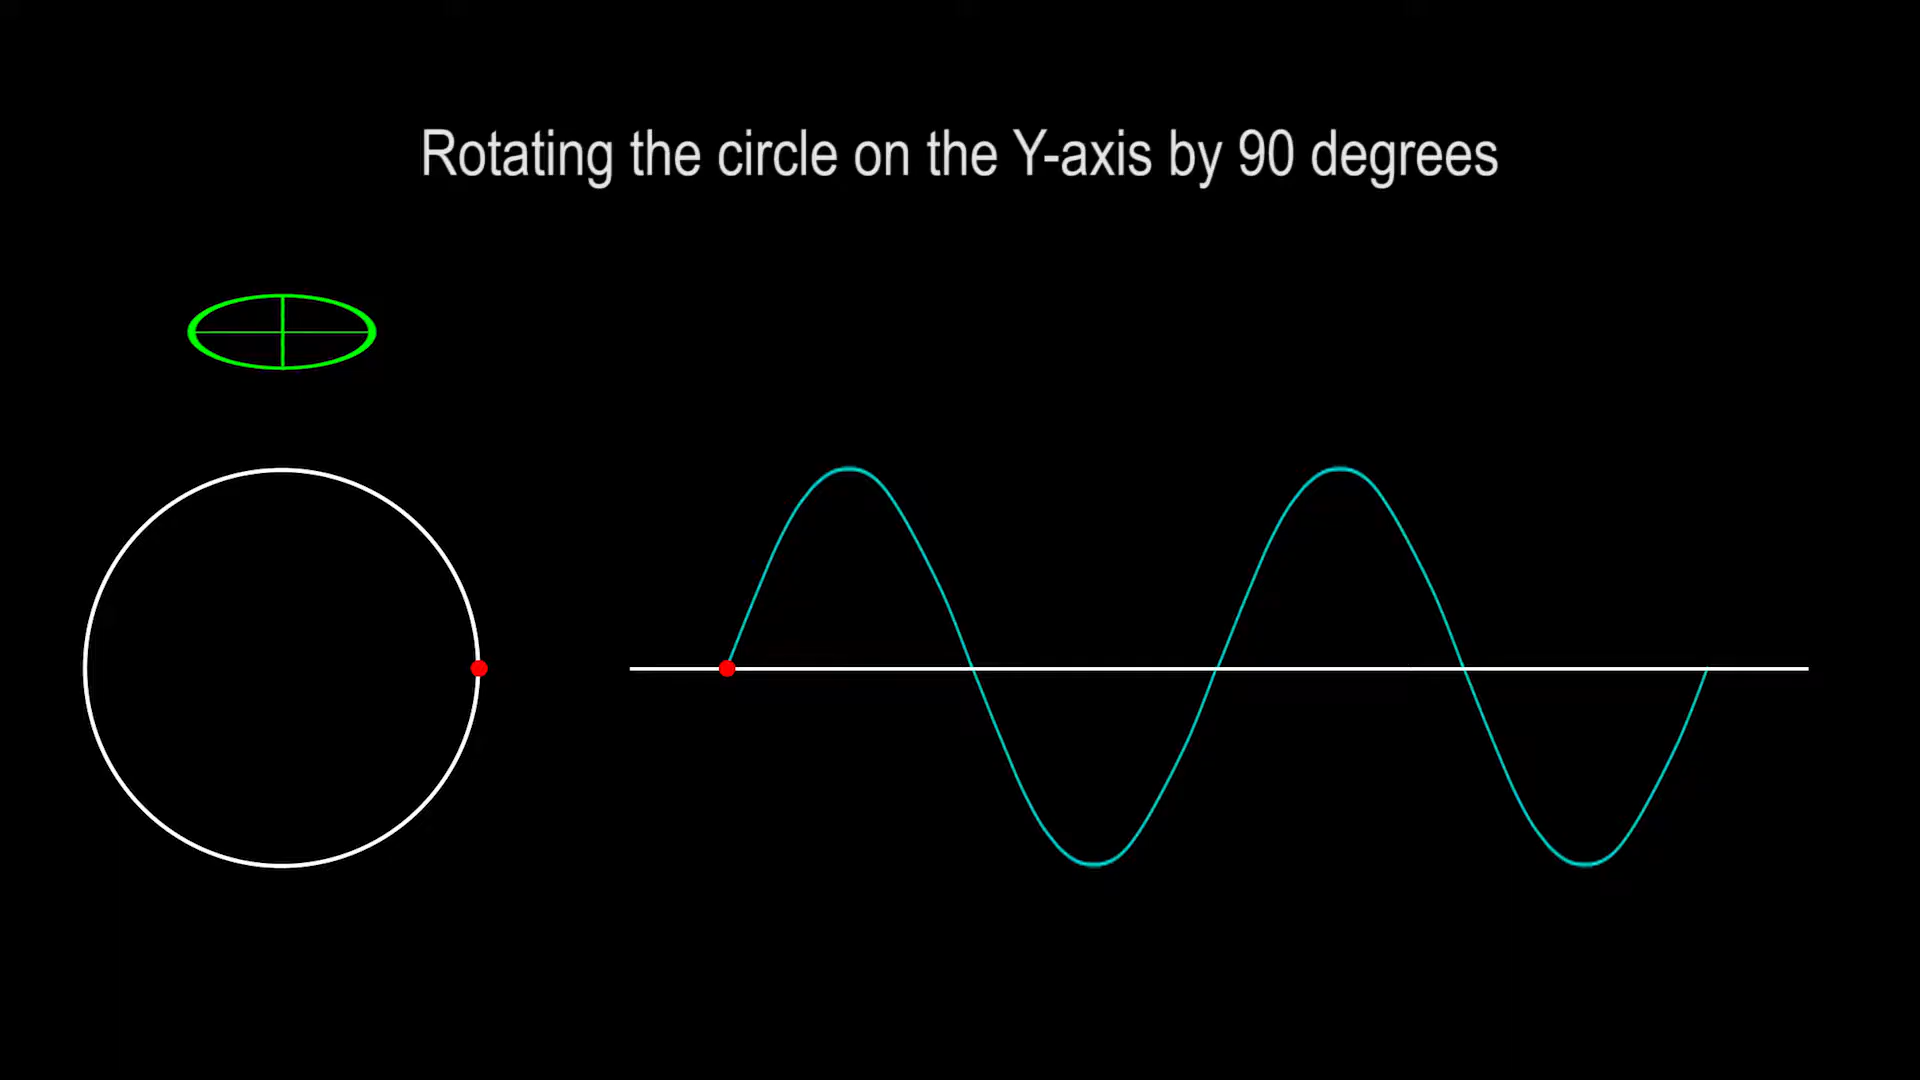 Rotating the circle on the Y-axis by 90 degrees